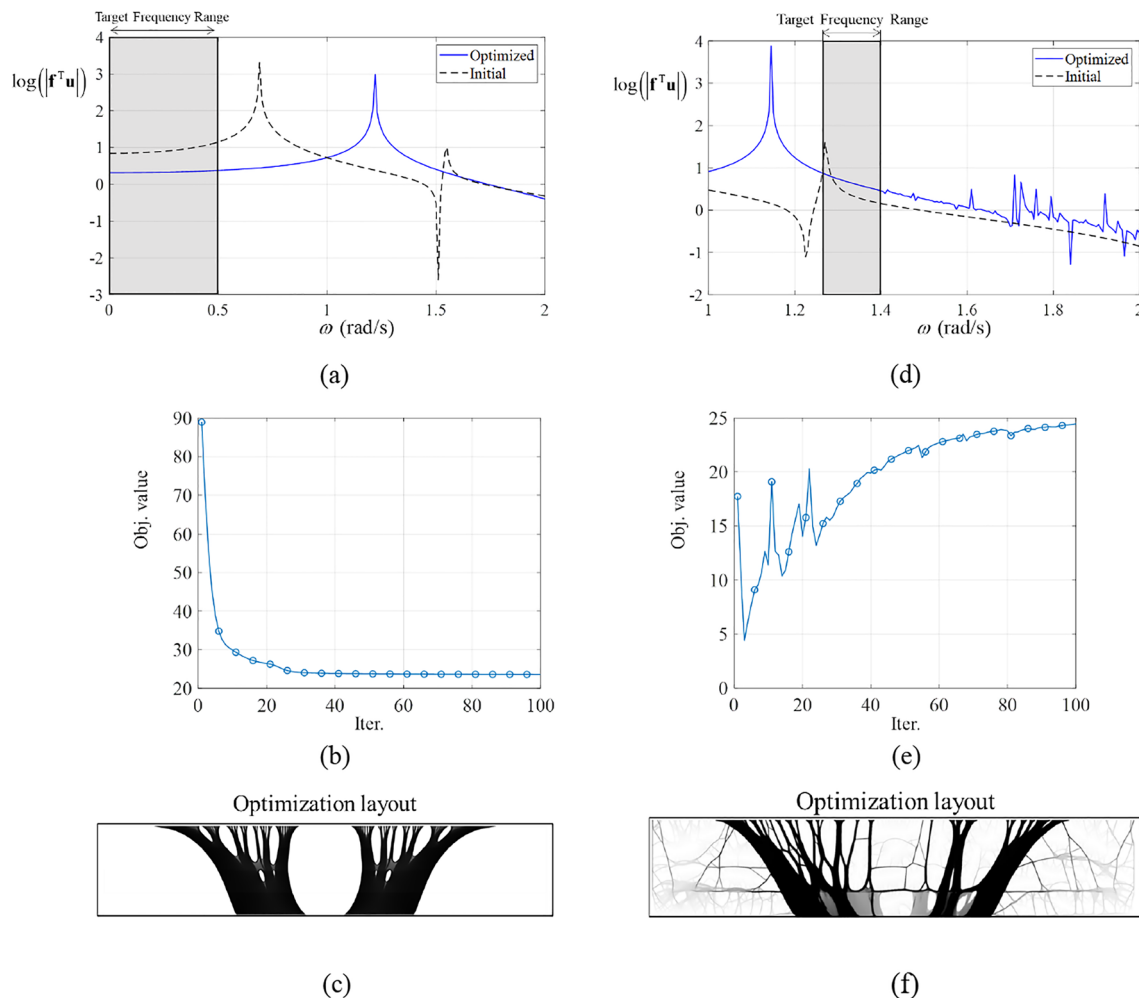 Target Frequency Range
4
3
2
1
0
-1
-2
-3
log(|fᵀu|)
Optimized
Initial
0
0.5
1
1.5
2
ω (rad/s)
(a)
Target Frequency Range
4
3
2
1
0
-1
-2
log(|fᵀu|)
Optimized
Initial
1
1.2
1.4
1.6
1.8
2
ω (rad/s)
(d)
90
80
70
60
50
40
30
20
Obj. value
0
20
40
60
80
100
Iter.
(b)
25
20
15
10
5
0
Obj. value
0
20
40
60
80
100
Iter.
(e)
Optimization layout
(c)
Optimization layout
(f)